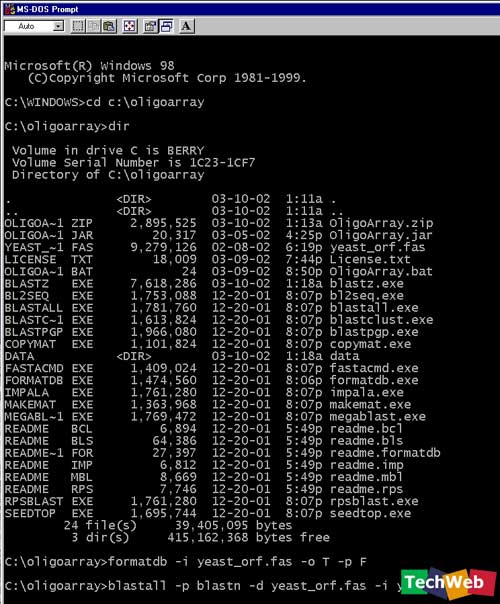 MS-DOS Prompt
Auto
A
Microsoft(R) Windows 98
(C)Copyright Microsoft Corp 1981-1999.
C:\WINDOWS>cd c:\oligoarray
C:\oligoarray>dir
Volume in drive C is BERRY
Volume Serial Number is 1C23-1CF7
Directory of C:\oligoarray
. <DIR> 03-10-02 1:11a .
.. <DIR> 03-10-02 1:11a ..
OLIGOA~1 ZIP 2,895,525 03-10-02 1:13a OligoArray.zip
OLIGOA~1 JAR 20,317 03-05-02 4:25p OligoArray.jar
YEAST_~1 FAS 9,279,126 02-08-02 6:19p yeast_orf.fas
LICENSE TXT 18,009 03-09-02 7:44p License.txt
OLIGOA~1 BAT 24 03-09-02 8:50p OligoArray.bat
BLASTZ EXE 7,618,286 03-10-02 1:18a blastz.exe
BL2SEQ EXE 1,753,088 12-20-01 8:07p bl2seq.exe
BLASTALL EXE 1,781,760 12-20-01 8:07p blastall.exe
BLASTC~1 EXE 1,613,824 12-20-01 8:07p blastclust.exe
BLASTPGP EXE 1,966,080 12-20-01 8:07p blastpgp.exe
COPYMAT EXE 1,101,824 12-20-01 8:07p copymat.exe
DATA <DIR> 03-10-02 1:18a data
FASTACMD EXE 1,409,024 12-20-01 8:07p fastacmd.exe
FORMATDB EXE 1,474,560 12-20-01 8:06p formatdb.exe
IMPALA EXE 1,761,280 12-20-01 8:07p impala.exe
MAKEMAT EXE 1,363,968 12-20-01 8:07p makemat.exe
MEGABL~1 EXE 1,769,472 12-20-01 8:07p megablast.exe
README BCL 6,894 12-20-01 5:49p readme.bcl
README BLS 64,386 12-20-01 5:49p readme.bls
README~1 FOR 27,397 12-20-01 5:49p readme.formatdb
README IMP 6,812 12-20-01 5:49p readme.imp
README MBL 8,669 12-20-01 5:49p readme.mbl
README RPS 7,746 12-20-01 5:49p readme.rps
RPSBLAST EXE 1,761,280 12-20-01 8:07p rpsblast.exe
SEEDTOP EXE 1,695,744 12-20-01 8:07p seedtop.exe
24 file(s) 39,405,095 bytes
3 dir(s) 415,162,368 bytes free
C:\oligoarray>formatdb -i yeast_orf.fas -o T -p F
C:\oligoarray>blastall -p blastn -d yeast_orf.fas -i y
TechWeb